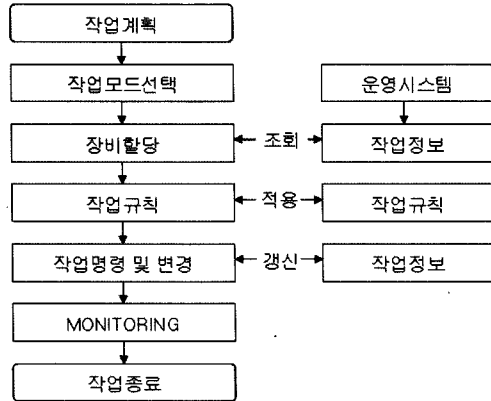 작업계획
작업모드선택
운영시스템
장비할당
조회
작업정보
작업규칙
적용
작업규칙
작업명령 및 변경
갱신
작업정보
MONITORING
작업종료